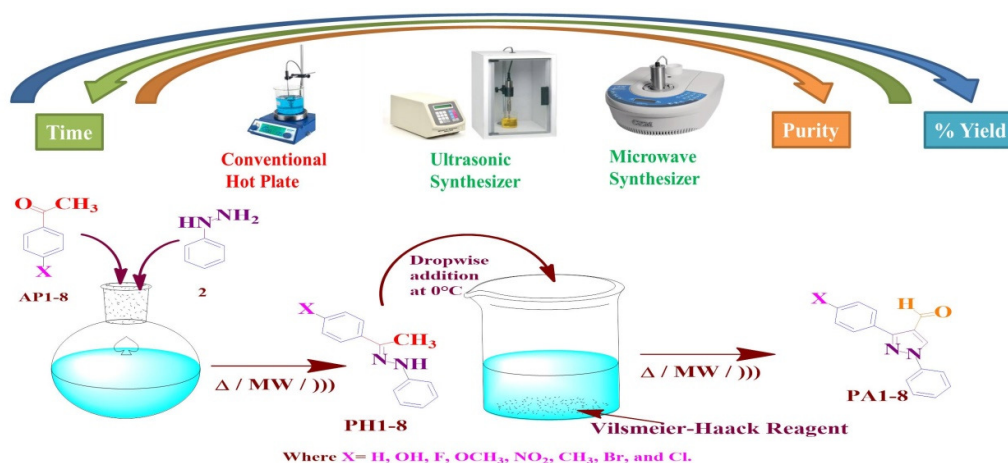 Time
Purity
% Yield
Conventional
Hot Plate
Ultrasonic
Synthesizer
Microwave
Synthesizer
O
CH₃
X
AP1-8
HN
NH₂
2
Dropwise
addition
at 0°C
X
CH₃
N
NH
PH1-8
Δ / MW / )))
Δ / MW / )))
Vilsmeier-Haack Reagent
H
O
X
N
N
PA1-8
Where X= H, OH, F, OCH₃, NO₂, CH₃, Br, and Cl.